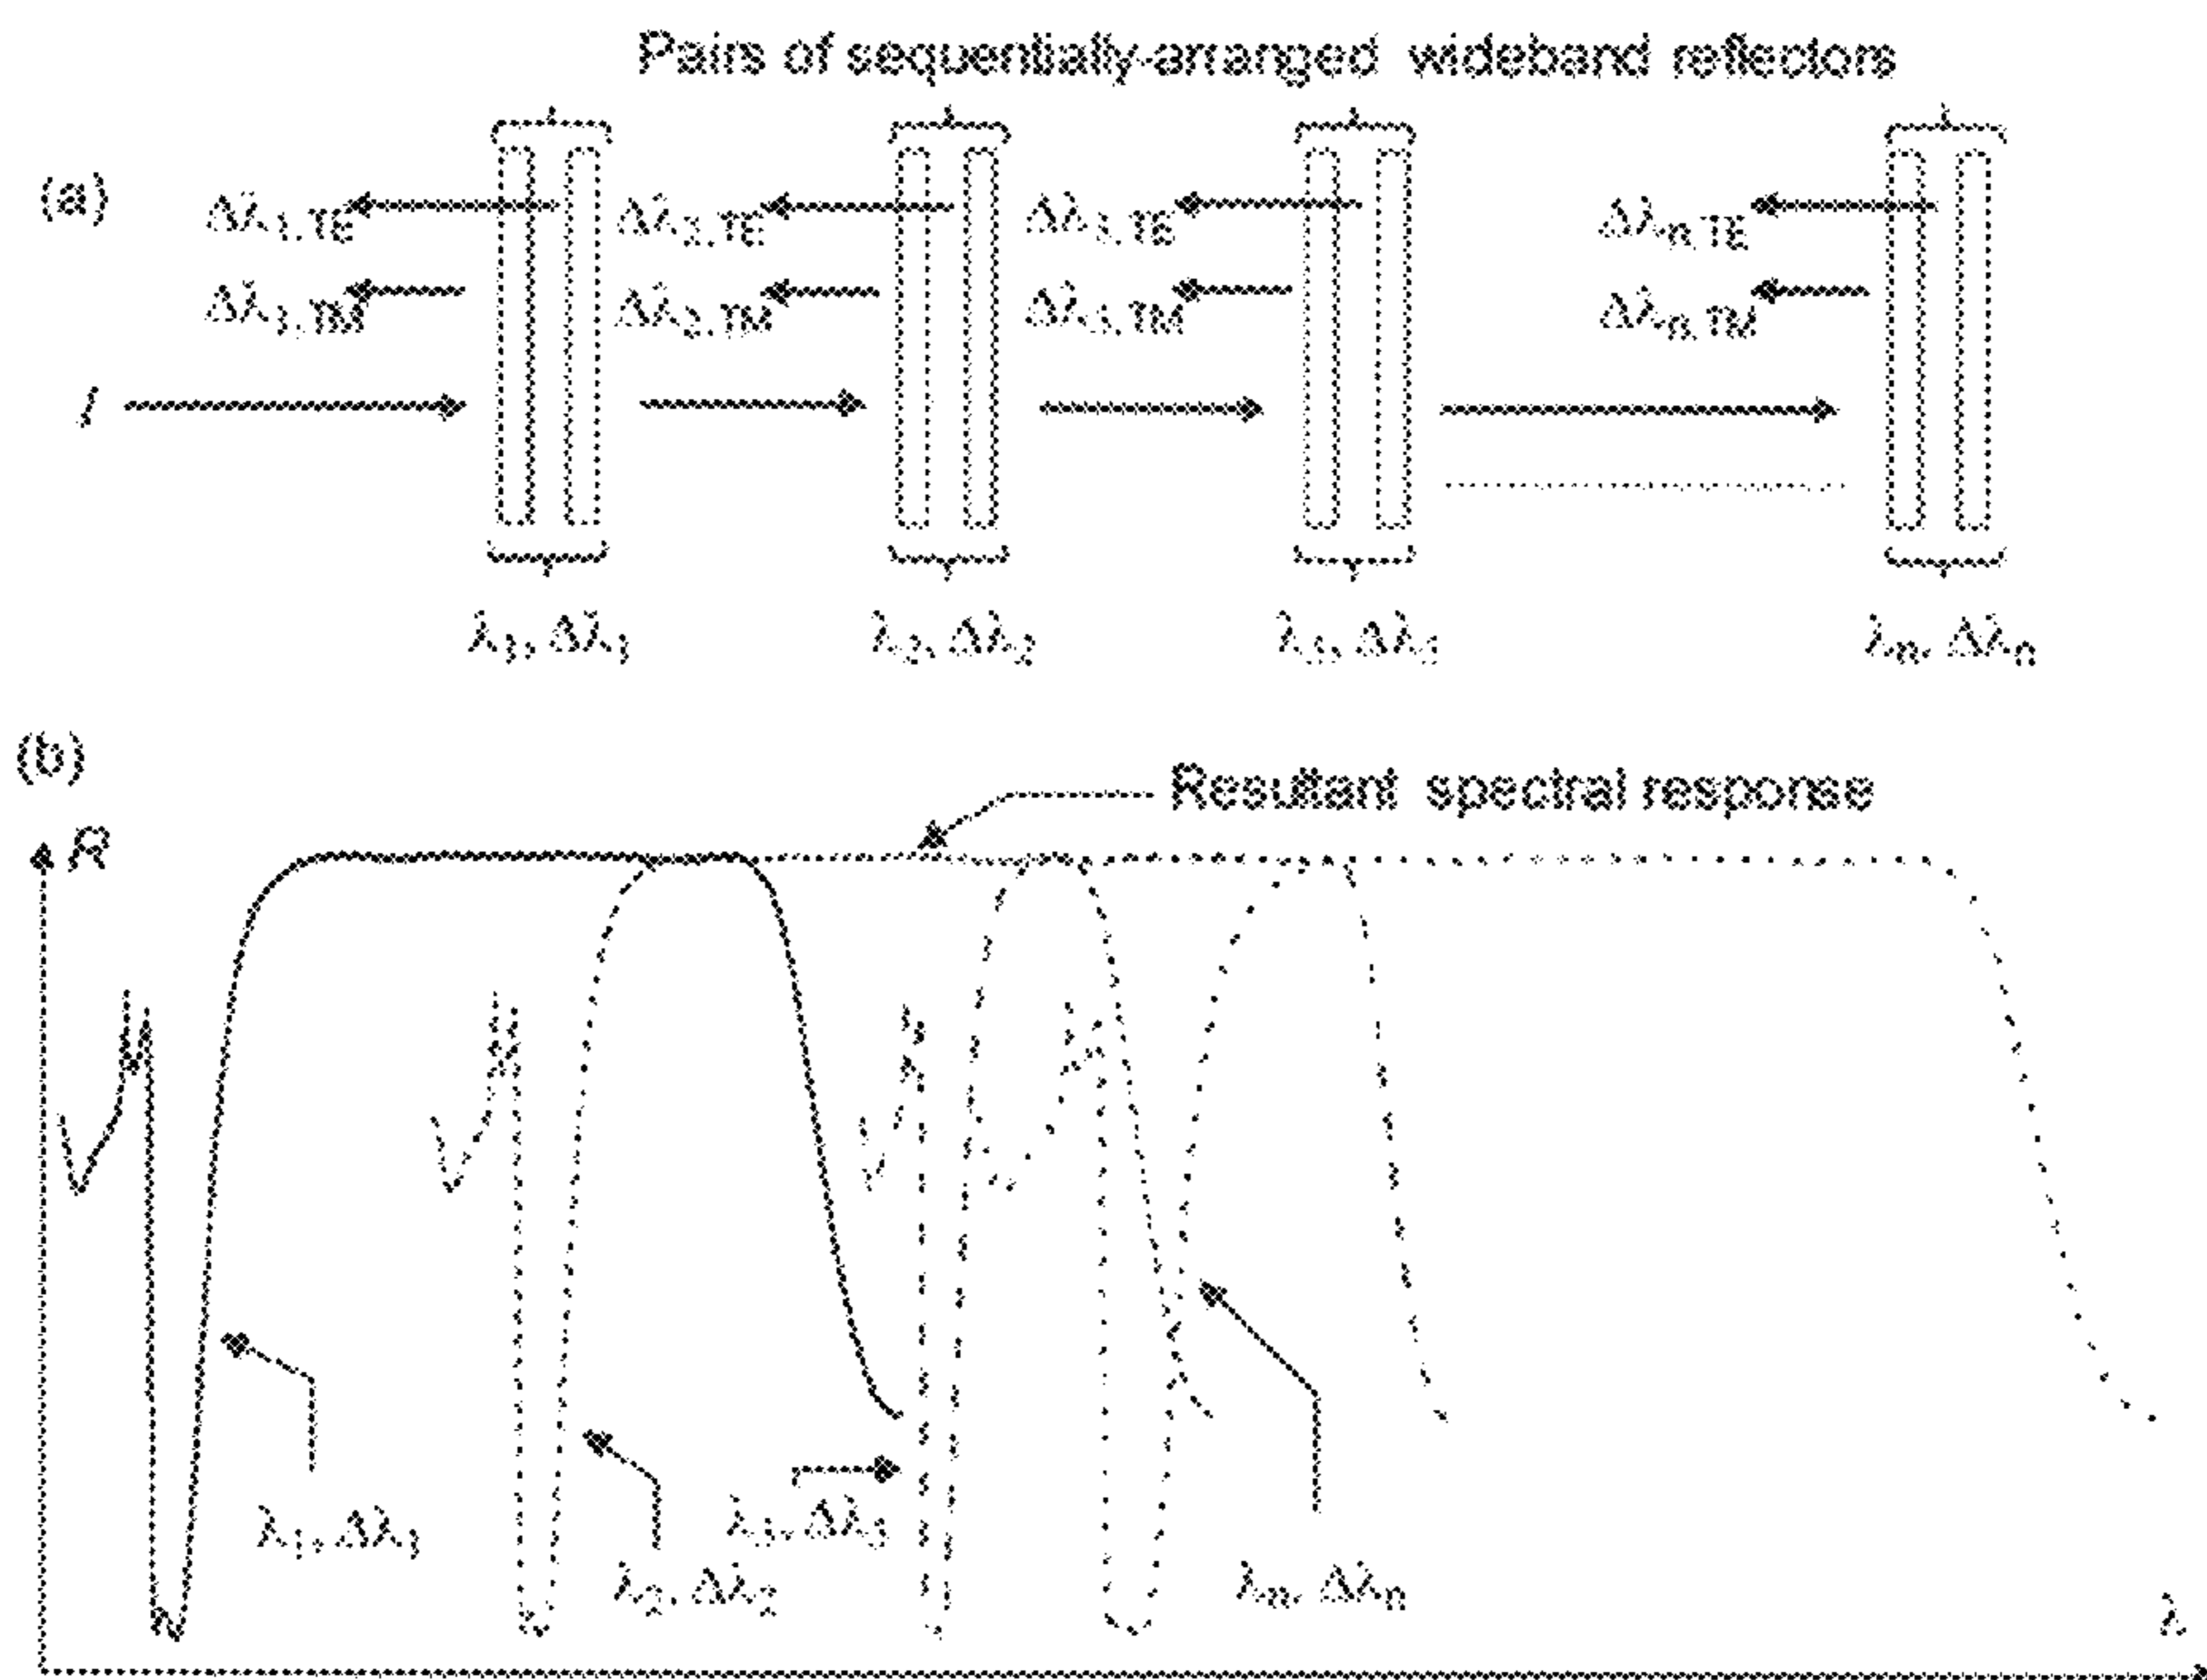 Pairs of sequentially-arranged wideband reflectors
(a)
Δλ1,TE Δλ2,TE Δλ3,TE Δλn,TE
Δλ1,TM Δλ2,TM Δλ3,TM Δλn,TM
I
λ1, Δλ1 λ2, Δλ2 λ3, Δλ3 λn, Δλn
(b)
Resultant spectral response
R
λ1, Δλ1
λ3, Δλ3
λ2, Δλ2
λn, Δλn
λ